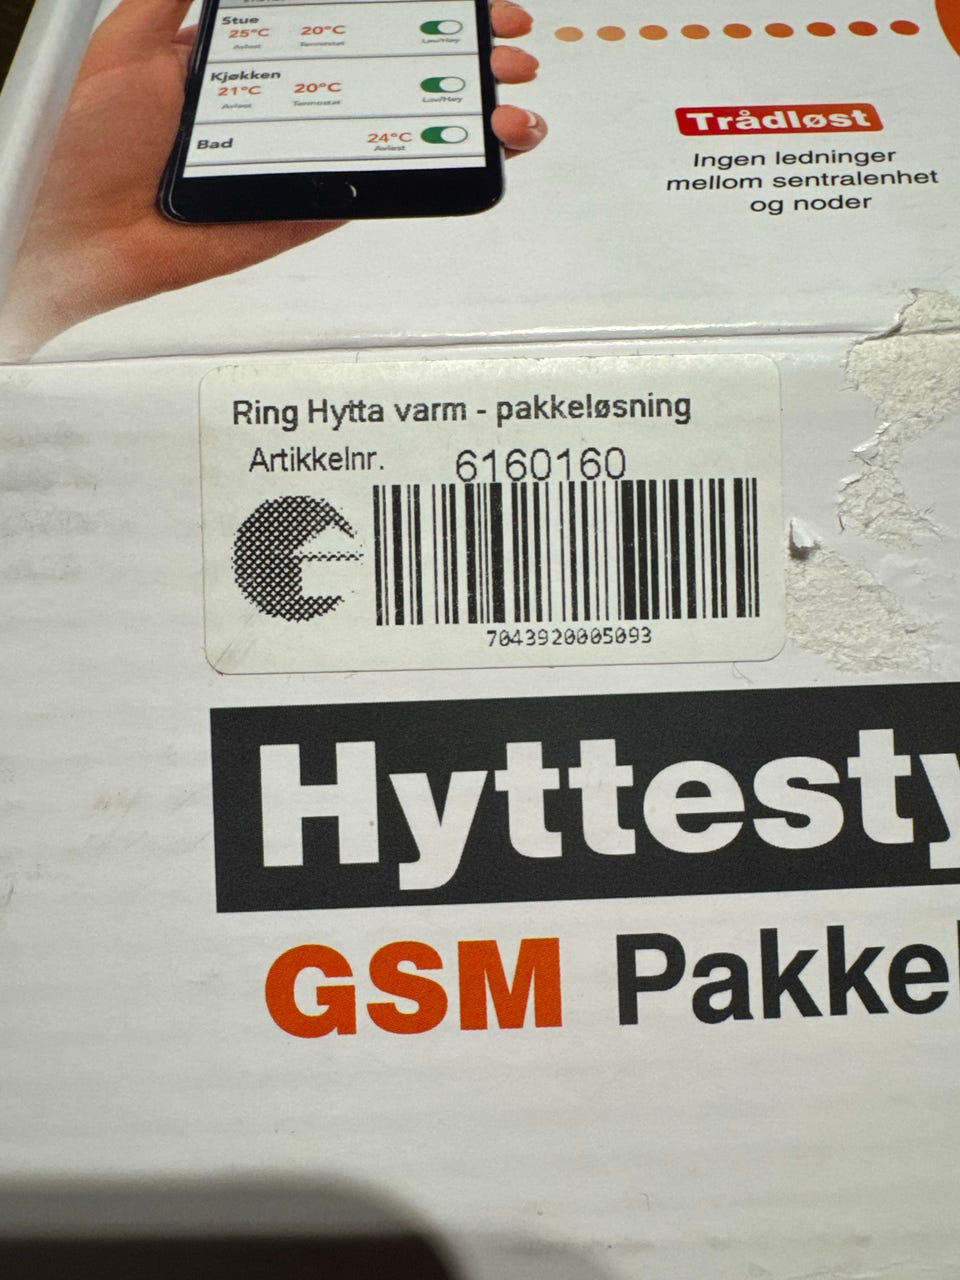 Stue
25°C 20°C
Avlest Termostat Lav/Høy
Kjøkken
21°C 20°C
Avlest Termostat Lav/Høy
Bad 24°C
Avlest
Trådløst
Ingen ledninger
mellom sentralenhet
og noder
Ring Hytta varm - pakkeløsning
Artikkelnr. 6160160
7043920005093
Hyttesty
GSM Pakkel